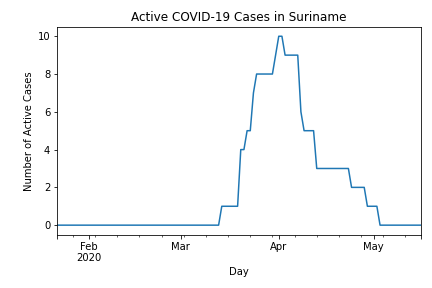 Active COVID-19 Cases in Suriname
10
8
6
4
2
0
Number of Active Cases
Feb Mar Apr May
2020
Day